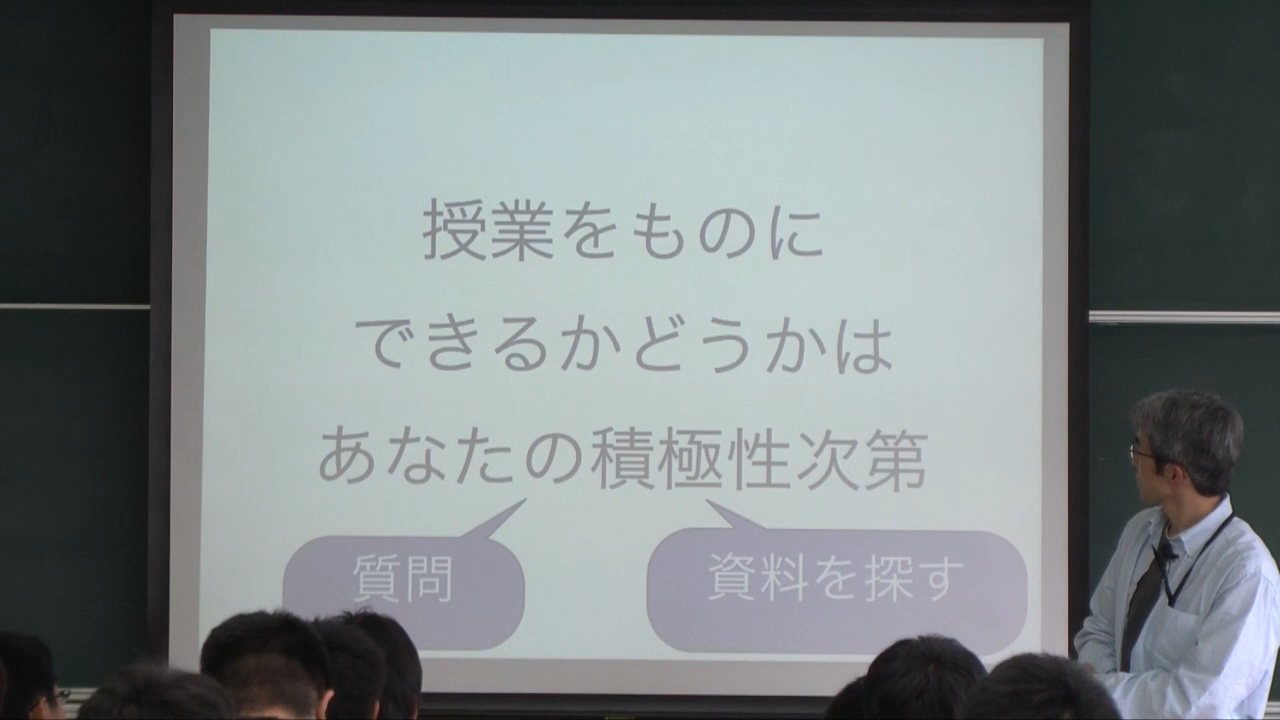 授業をものに
できるかどうかは
あなたの積極性次第
質問
資料を探す